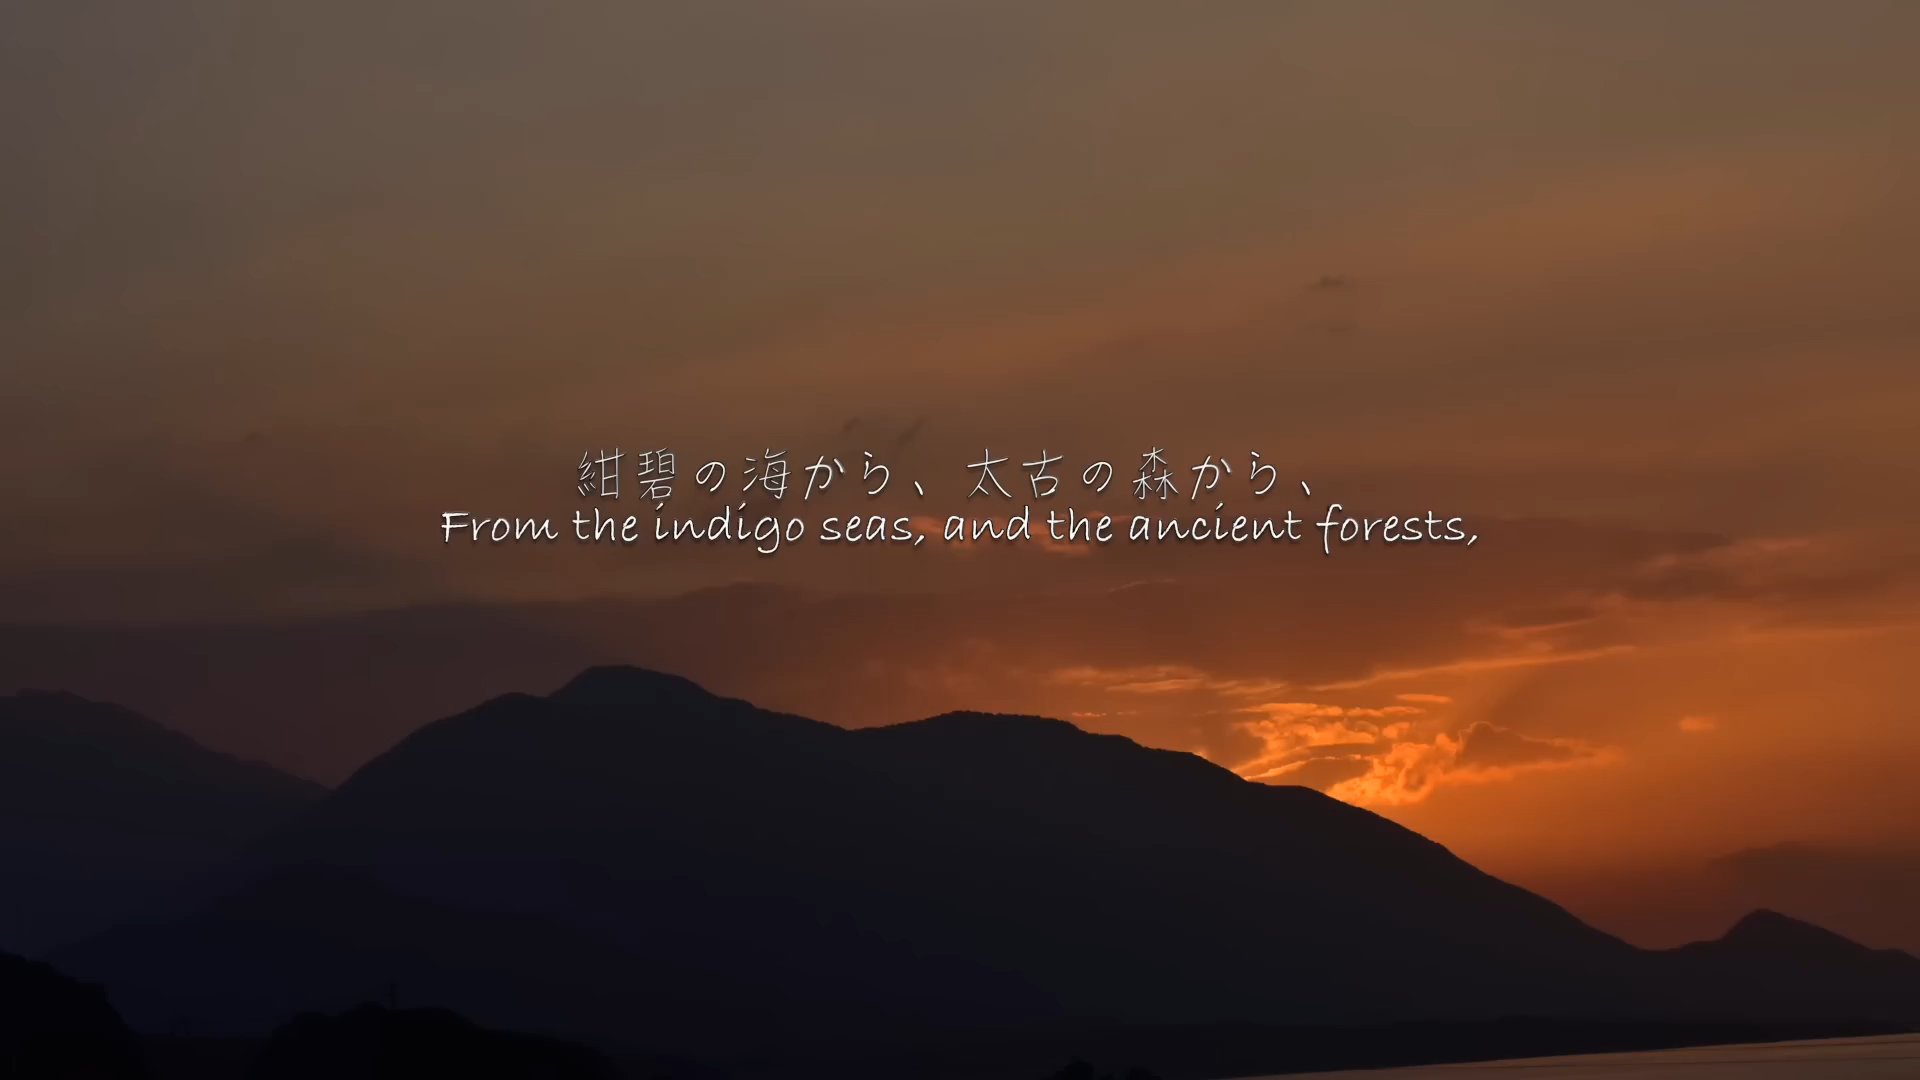 紺碧の海から、太古の森から、
From the indigo seas, and the ancient forests,